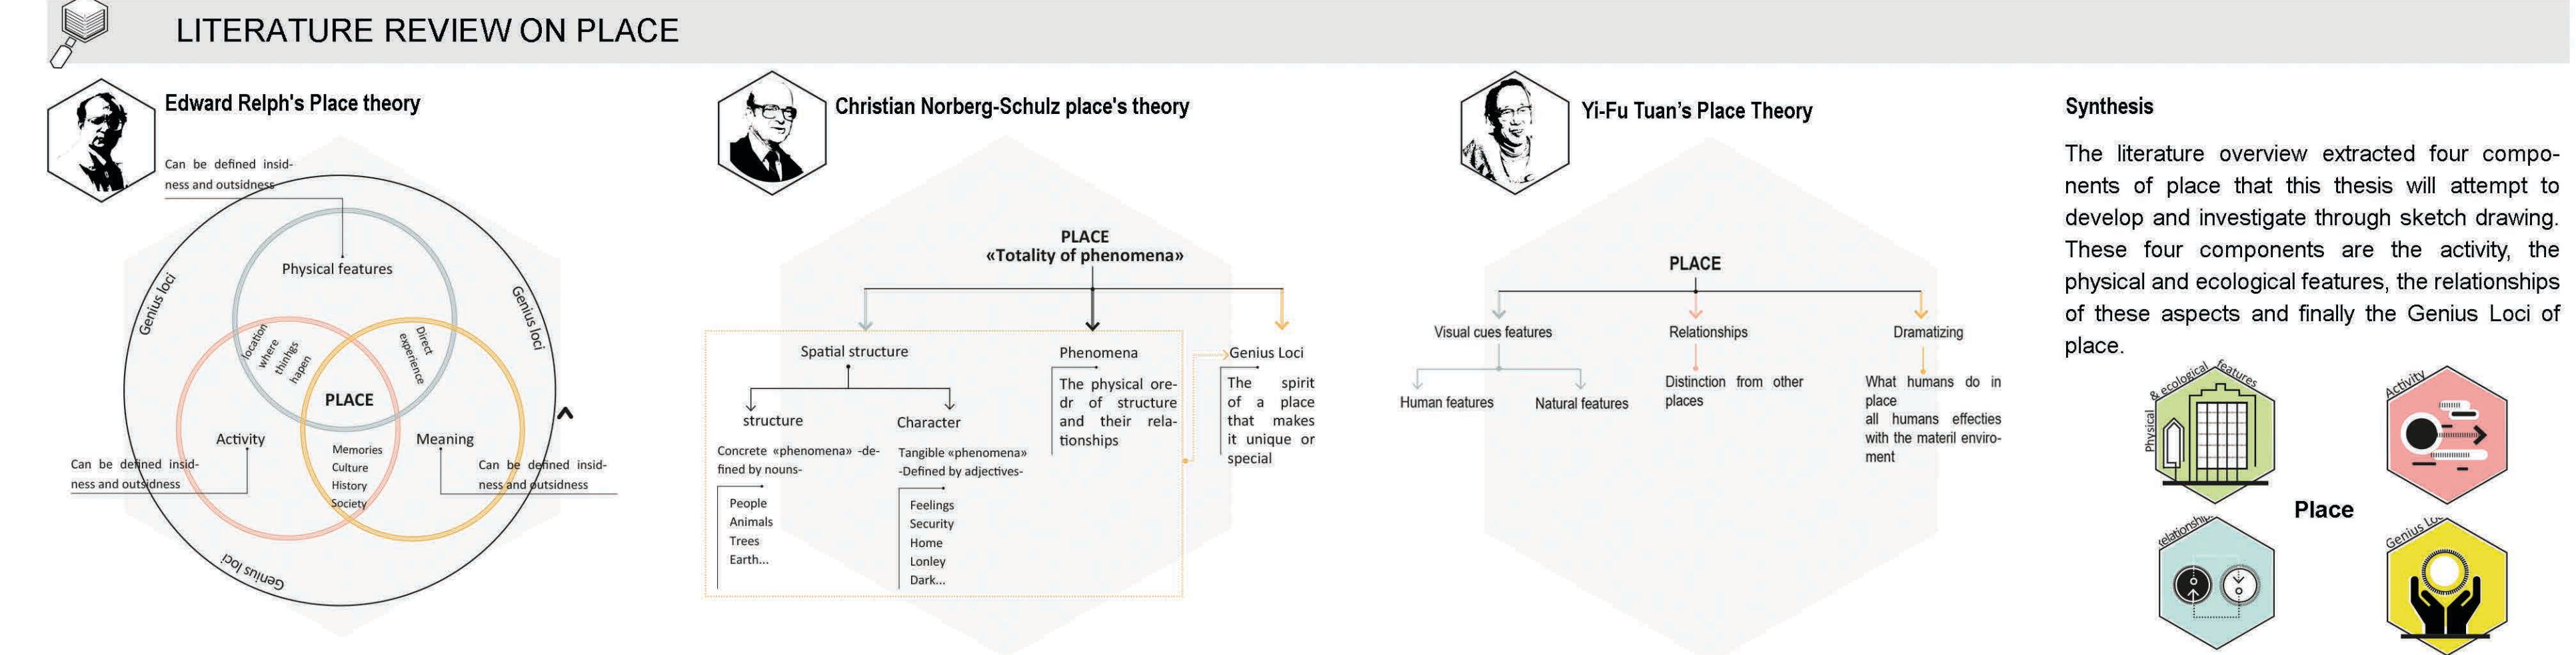 LITERATURE REVIEW ON PLACE
Edward Relph's Place theory
Can be defined insid-
ness and outsidness
Physical features
Genius loci
Genius loci
location
where
thinhgs
hapen
Direct
experience
PLACE
Activity
Meaning
Memories
Culture
History
Society
Can be defined insid-
ness and outsidness
Can be defined insid-
ness and outsidness
Genius loci
Christian Norberg-Schulz place's theory
PLACE
«Totality of phenomena»
Spatial structure
structure
Character
Concrete «phenomena» -de-
fined by nouns-
People
Animals
Trees
Earth...
Tangible «phenomena»
-Defined by adjectives-
Feelings
Security
Home
Lonley
Dark...
Phenomena
The physical ore-
dr of structure
and their rela-
tionships
Genius Loci
The spirit
of a place
that makes
it unique or
special
Yi-Fu Tuan’s Place Theory
PLACE
Visual cues features
Human features
Natural features
Relationships
Distinction from other
places
Dramatizing
What humans do in
place
all humans effecties
with the materil enviro-
ment
Synthesis
The literature overview extracted four compo-
nents of place that this thesis will attempt to
develop and investigate through sketch drawing.
These four components are the activity, the
physical and ecological features, the relationships
of these aspects and finally the Genius Loci of
place.
Physical & ecological features
Activity
Place
elationship
Genius Lo